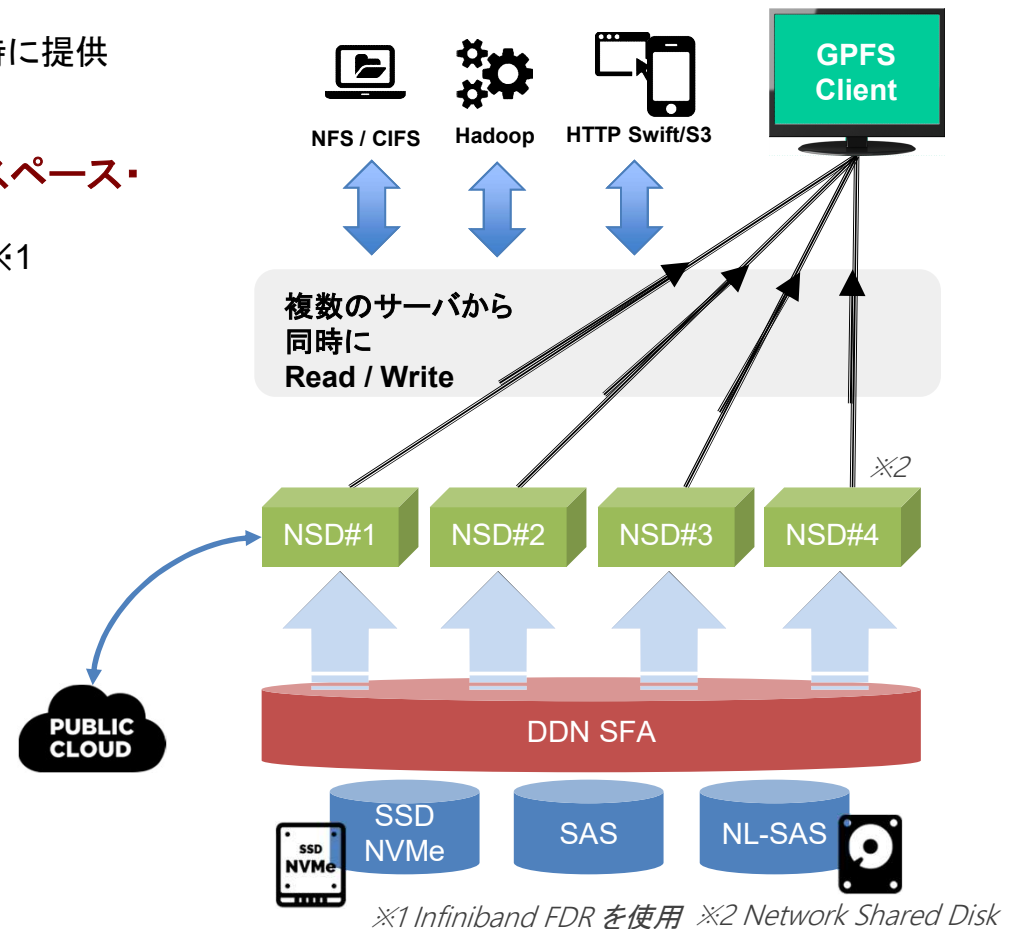 時に提供
スペース・
※1
GPFS
Client
NFS / CIFS
Hadoop
HTTP Swift/S3
複数のサーバから
同時に
Read / Write
※2
NSD#1
NSD#2
NSD#3
NSD#4
PUBLIC
CLOUD
DDN SFA
SSD
NVMe
SAS
NL-SAS
SSD
NVMe
※1 Infiniband FDR を使用 ※2 Network Shared Disk